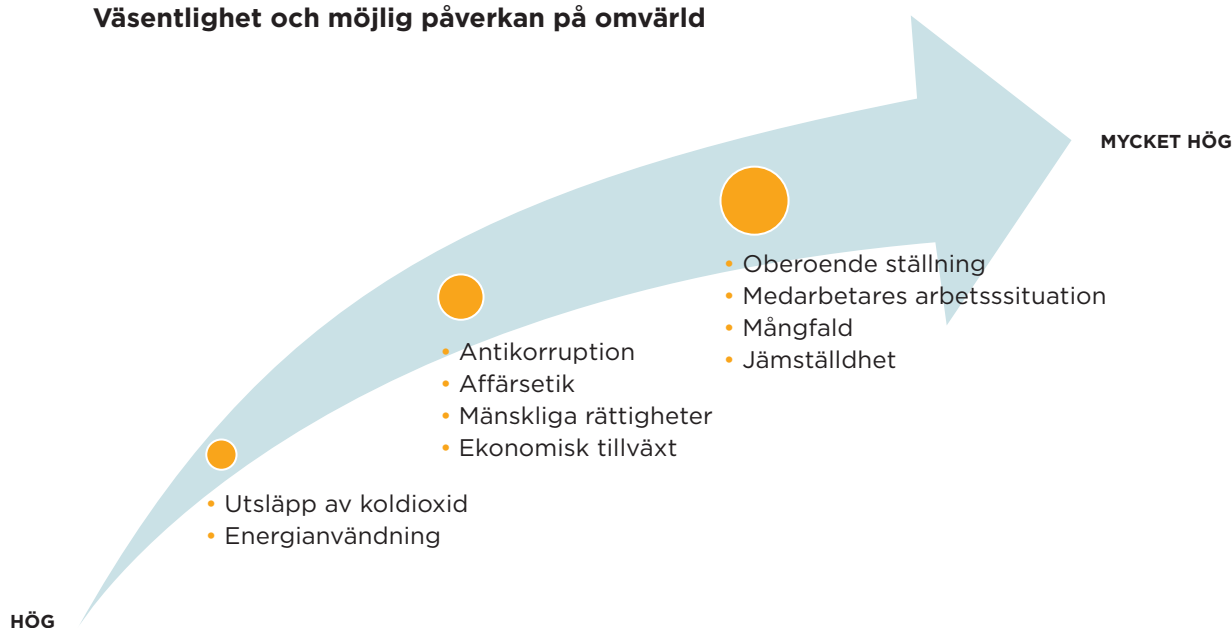 Väsentlighet och möjlig påverkan på omvärld
MYCKET HÖG
• Oberoende ställning
• Medarbetares arbetsssituation
• Mångfald
• Jämställdhet
• Antikorruption
• Affärsetik
• Mänskliga rättigheter
• Ekonomisk tillväxt
• Utsläpp av koldioxid
• Energianvändning
HÖG